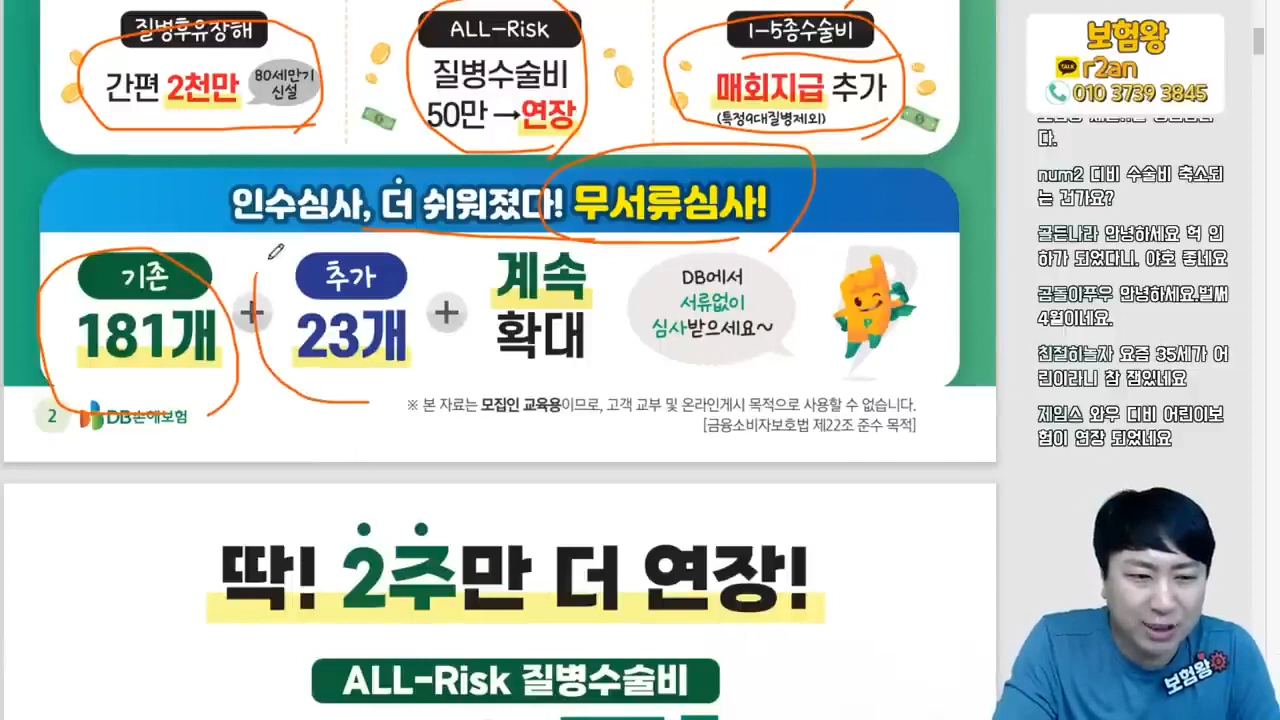 질병후유장해
간편 2천만
80세만기
신설
ALL-Risk
질병수술비
50만→연장
1-5종수술비
매회지급 추가
(특정9대질병제외)
인수심사, 더 쉬워졌다! 무서류심사!
기존
181개
+
추가
23개
+
계속
확대
DB에서
서류없이
심사받으세요~
2
DB손해보험
※ 본 자료는 모집인 교육용이므로, 고객 교부 및 온라인게시 목적으로 사용할 수 없습니다.
[금융소비자보호법 제22조 준수 목적]
딱! 2주만 더 연장!
ALL-Risk 질병수술비
보험왕
TALK
r2an
010 3739 3845
다.
num2 디비 수술비 축소되
는 건가요?
골든나라 안녕하세요 헉 인
하가 되었다니. 야호 좋네요
곰돌이푸우 안녕하세요.벌써
4월이네요.
친절히늘자 요즘 35세가 어
린이라니 참 잼있네요
제임스 와우 디비 어린이보
험이 연장 되었네요
보험왕